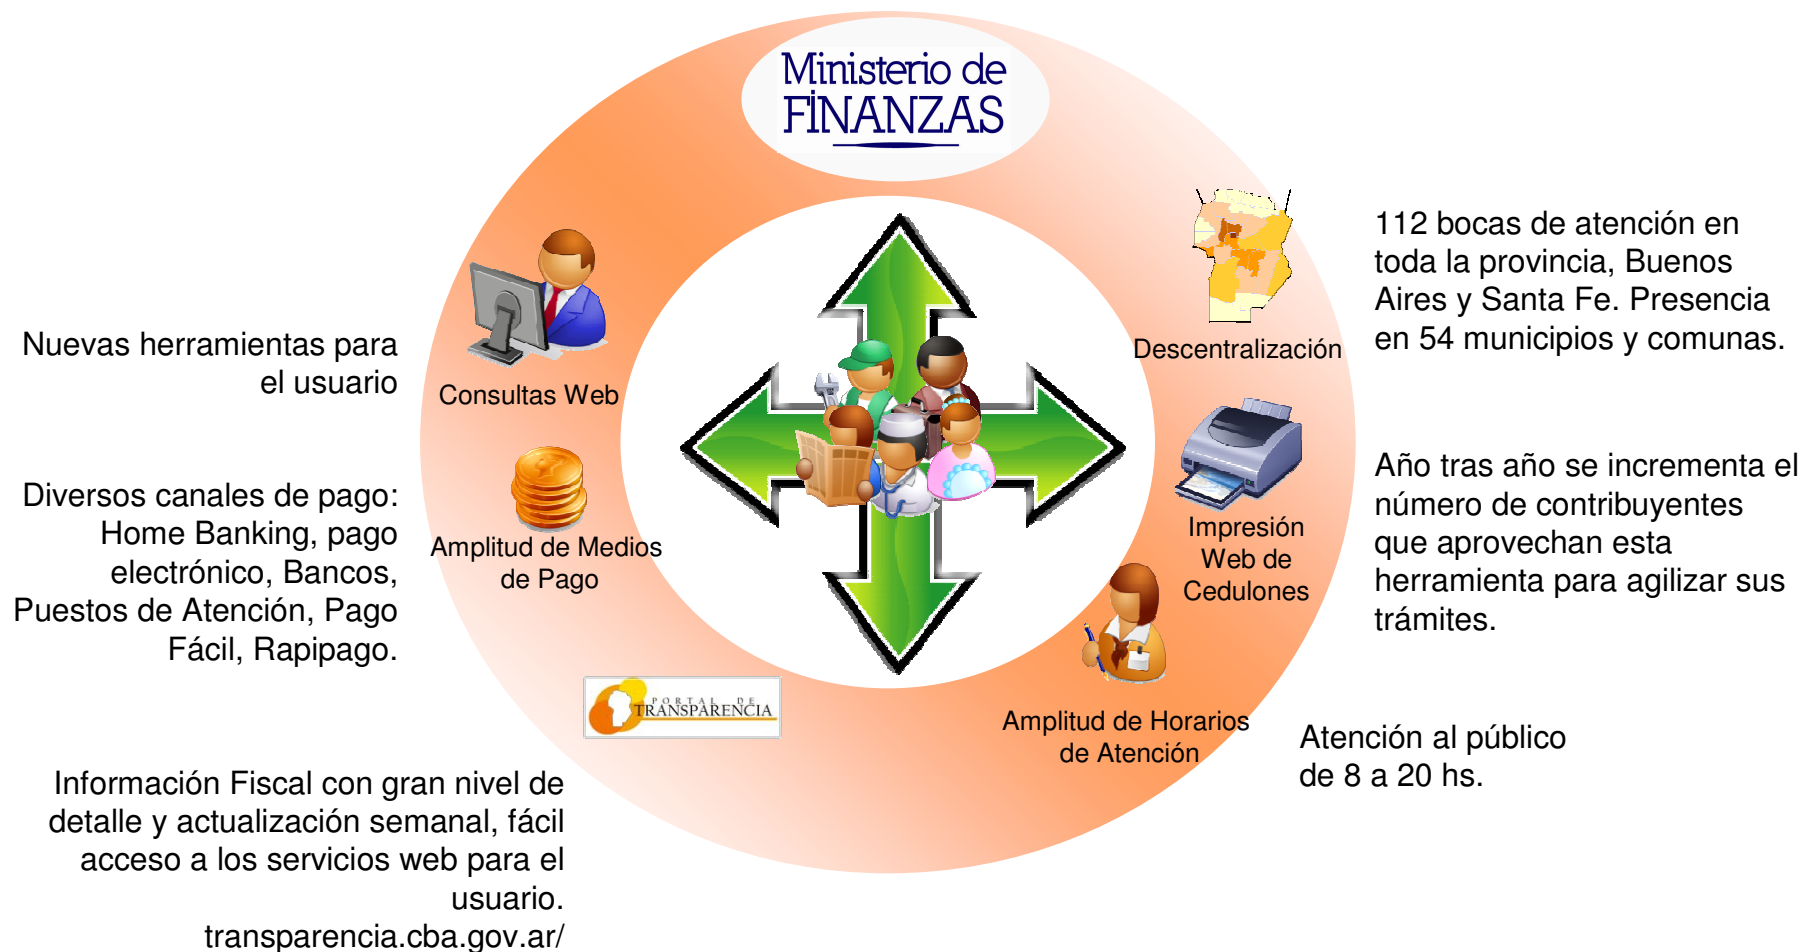 Ministerio de
FINANZAS
Nuevas herramientas para
el usuario
Consultas Web
Diversos canales de pago:
Home Banking, pago
electrónico, Bancos,
Puestos de Atención, Pago
Fácil, Rapipago.
Amplitud de Medios
de Pago
PORTAL DE
TRANSPARENCIA
Información Fiscal con gran nivel de
detalle y actualización semanal, fácil
acceso a los servicios web para el
usuario.
transparencia.cba.gov.ar/
Descentralización
112 bocas de atención en
toda la provincia, Buenos
Aires y Santa Fe. Presencia
en 54 municipios y comunas.
Impresión
Web de
Cedulones
Año tras año se incrementa el
número de contribuyentes
que aprovechan esta
herramienta para agilizar sus
trámites.
Amplitud de Horarios
de Atención
Atención al público
de 8 a 20 hs.